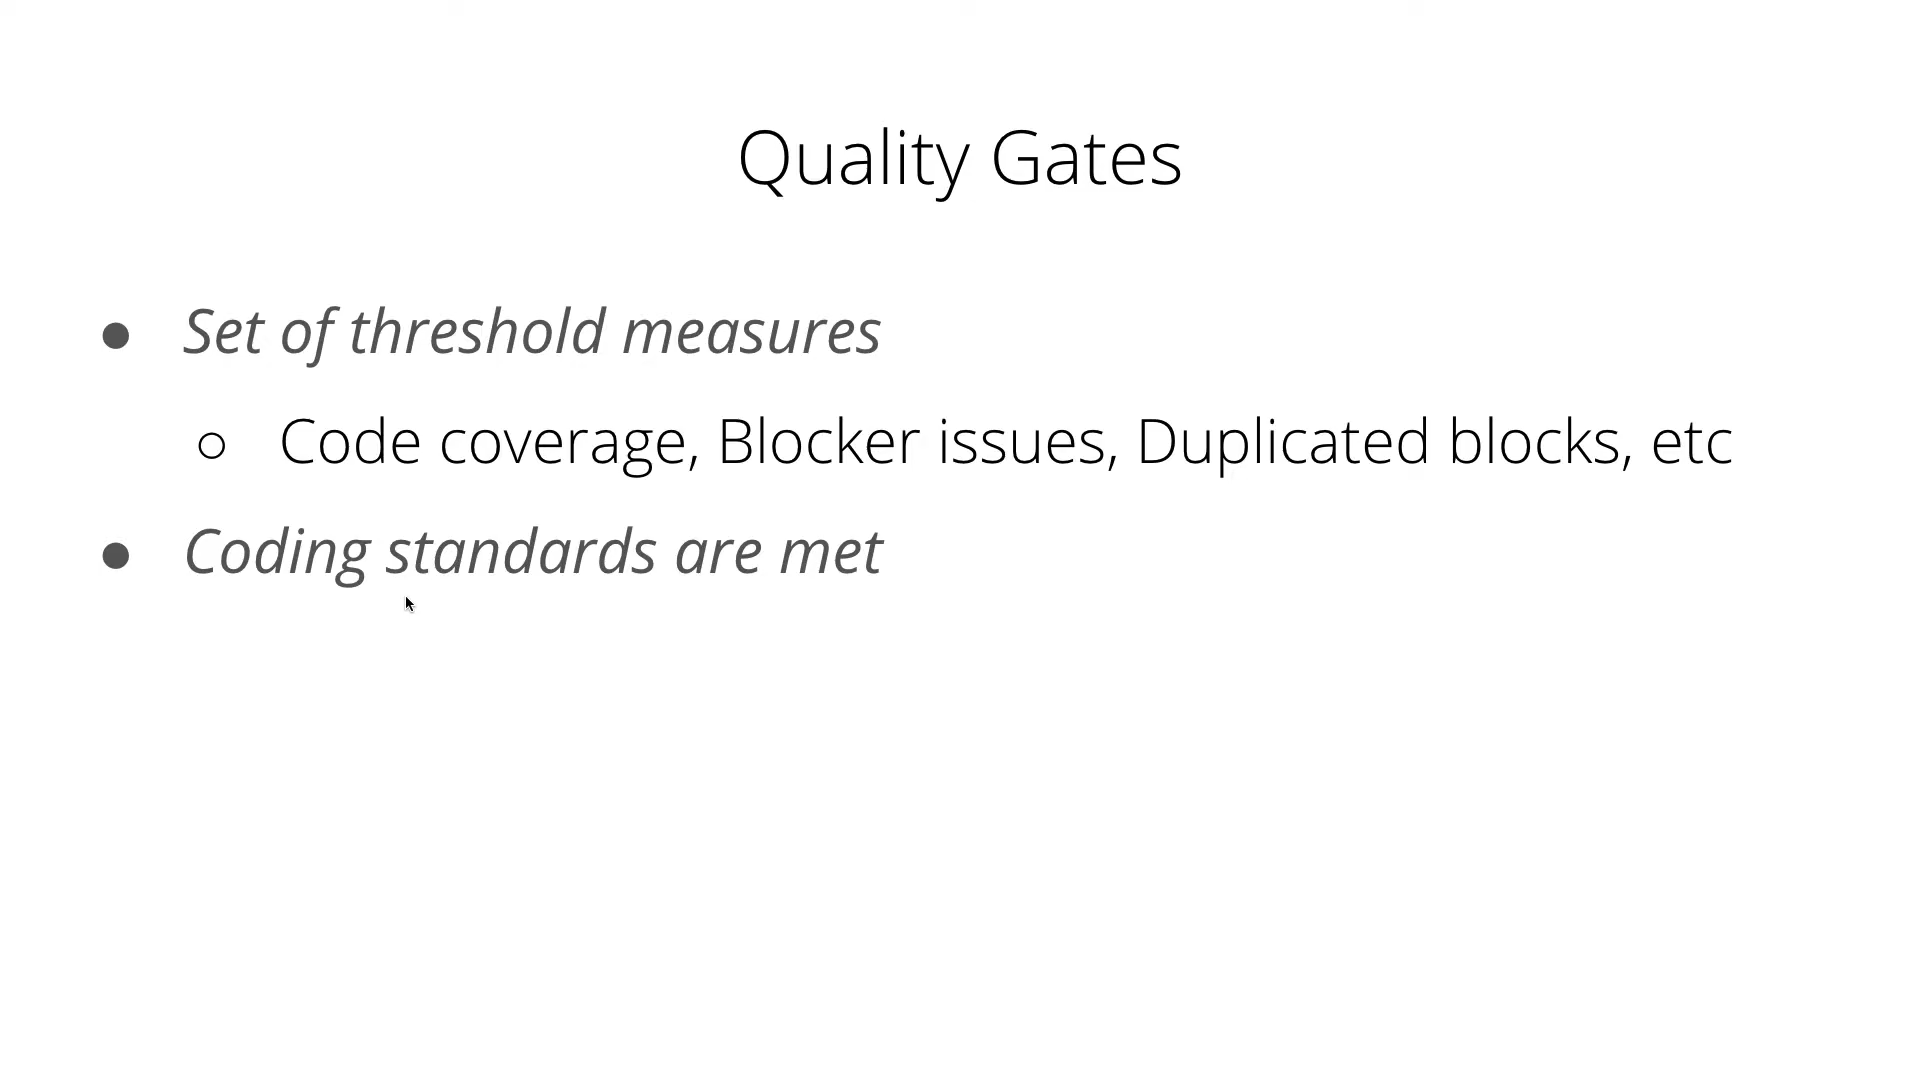 Quality Gates
● Set of threshold measures
○ Code coverage, Blocker issues, Duplicated blocks, etc
● Coding standards are met